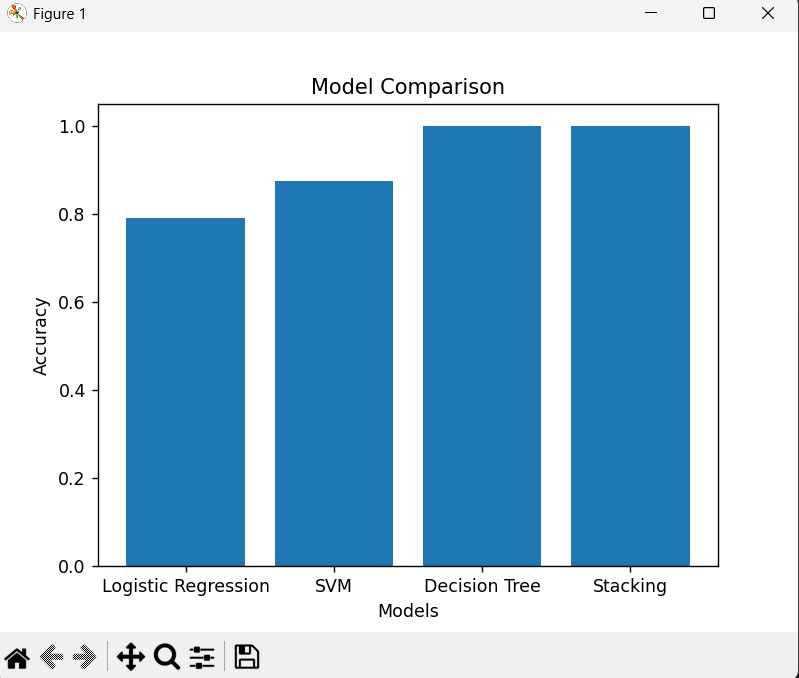 Figure 1
Model Comparison
1.0
0.8
0.6
0.4
0.2
0.0
Accuracy
Logistic Regression SVM Decision Tree Stacking
Models